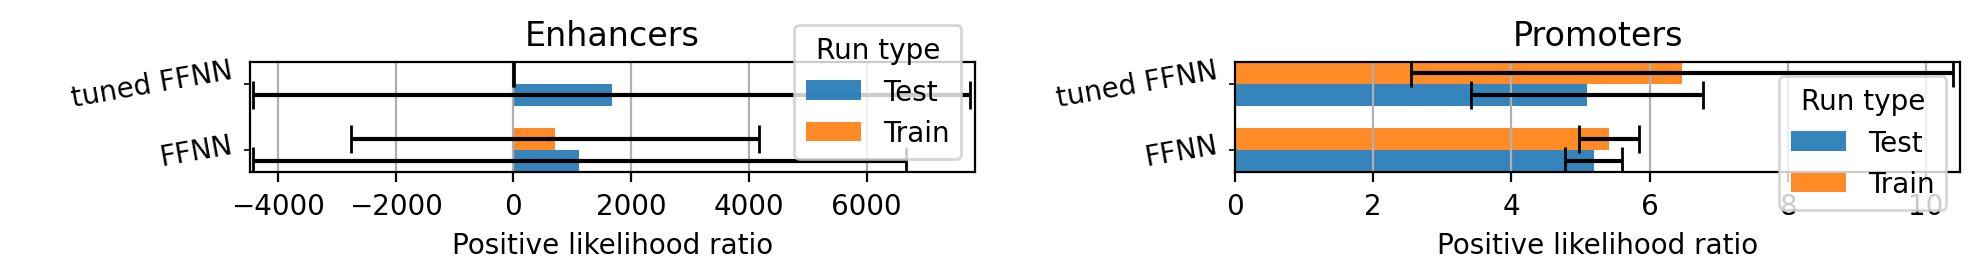 Enhancers
tuned FFNN
FFNN
Run type
Test
Train
−4000
−2000
0
2000
4000
6000
Positive likelihood ratio
Promoters
tuned FFNN
FFNN
Run type
Test
Train
0
2
4
6
8
10
Positive likelihood ratio